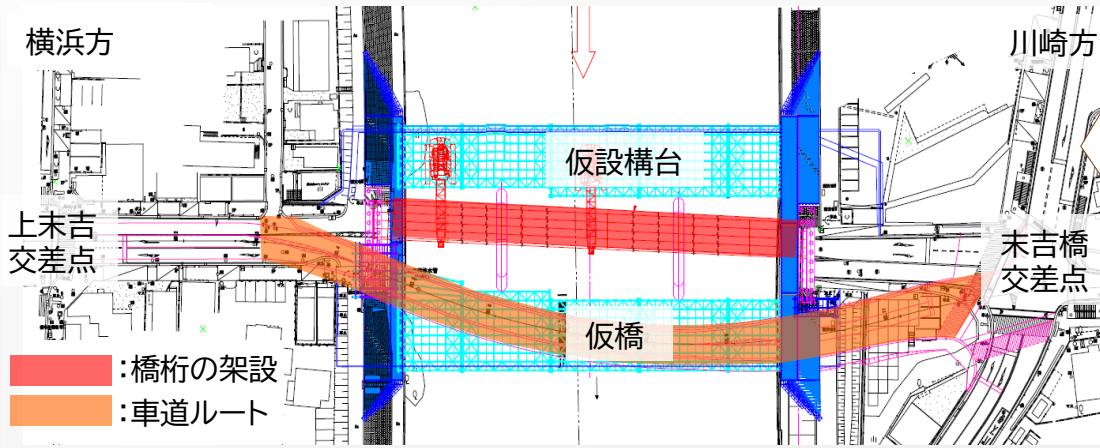 横浜方
川崎方
仮設構台
上末吉
交差点
末吉橋
交差点
仮橋
：橋桁の架設
：車道ルート